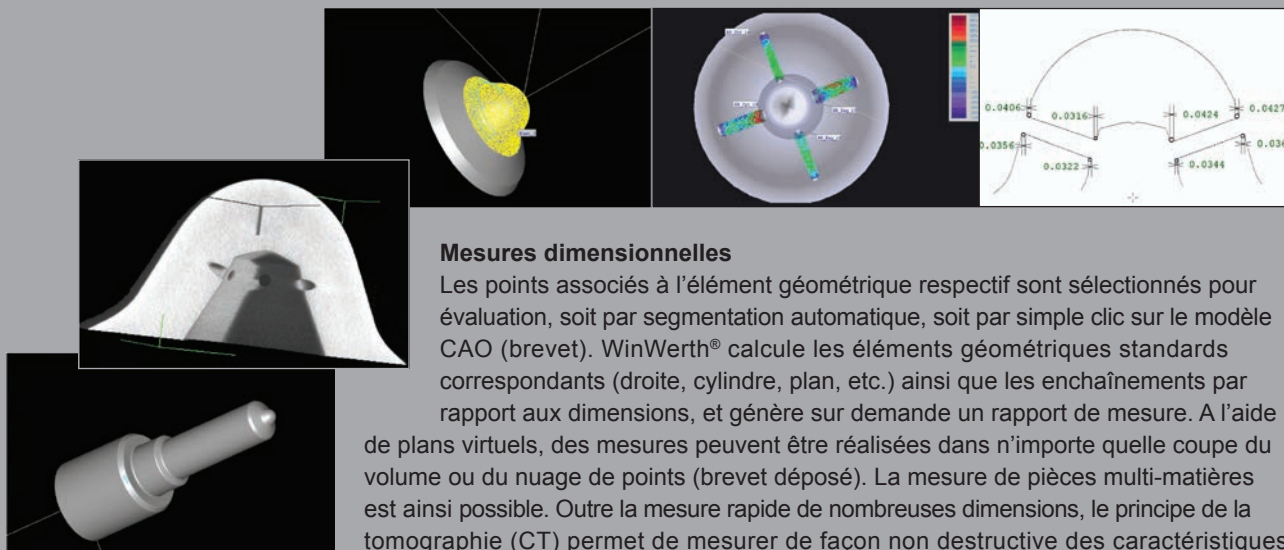 0.0406
0.0316
0.0424
0.0427
0.0356
0.0322
0.0344
0.036
Mesures dimensionnelles
Les points associés à l’élément géométrique respectif sont sélectionnés pour
évaluation, soit par segmentation automatique, soit par simple clic sur le modèle
CAO (brevet). WinWerth® calcule les éléments géométriques standards
correspondants (droite, cylindre, plan, etc.) ainsi que les enchaînements par
rapport aux dimensions, et génère sur demande un rapport de mesure. A l’aide
de plans virtuels, des mesures peuvent être réalisées dans n’importe quelle coupe du
volume ou du nuage de points (brevet déposé). La mesure de pièces multi-matières
est ainsi possible. Outre la mesure rapide de nombreuses dimensions, le principe de la
tomographie (CT) permet de mesurer de façon non destructive des caractéristiques